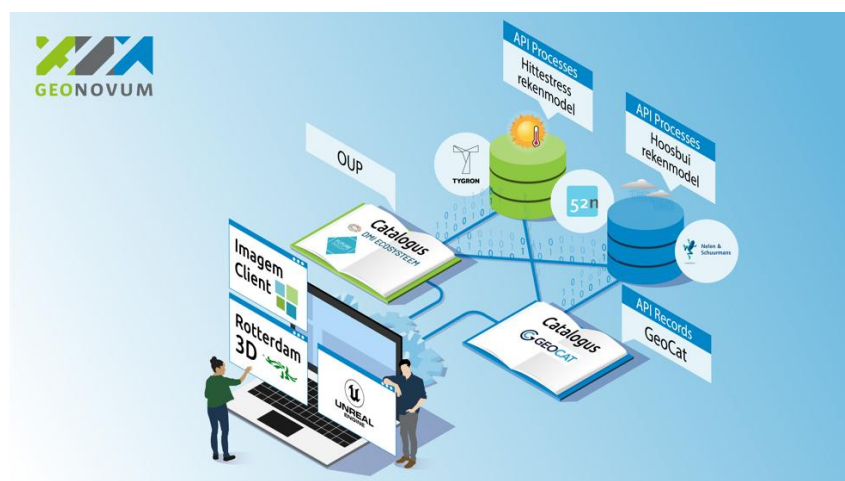 GEONOVUM
API Processes
Hittestress
rekenmodel
API Processes
Hoosbui
rekenmodel
OUP
TYGRON
52n
Nelen &
Schuurmans
Catalogus
DMI ECOSYSTEEM
Imagem
Client
Rotterdam
3D
UNREAL
ENGINE
Catalogus
GEOCAT
API Records
GeoCat